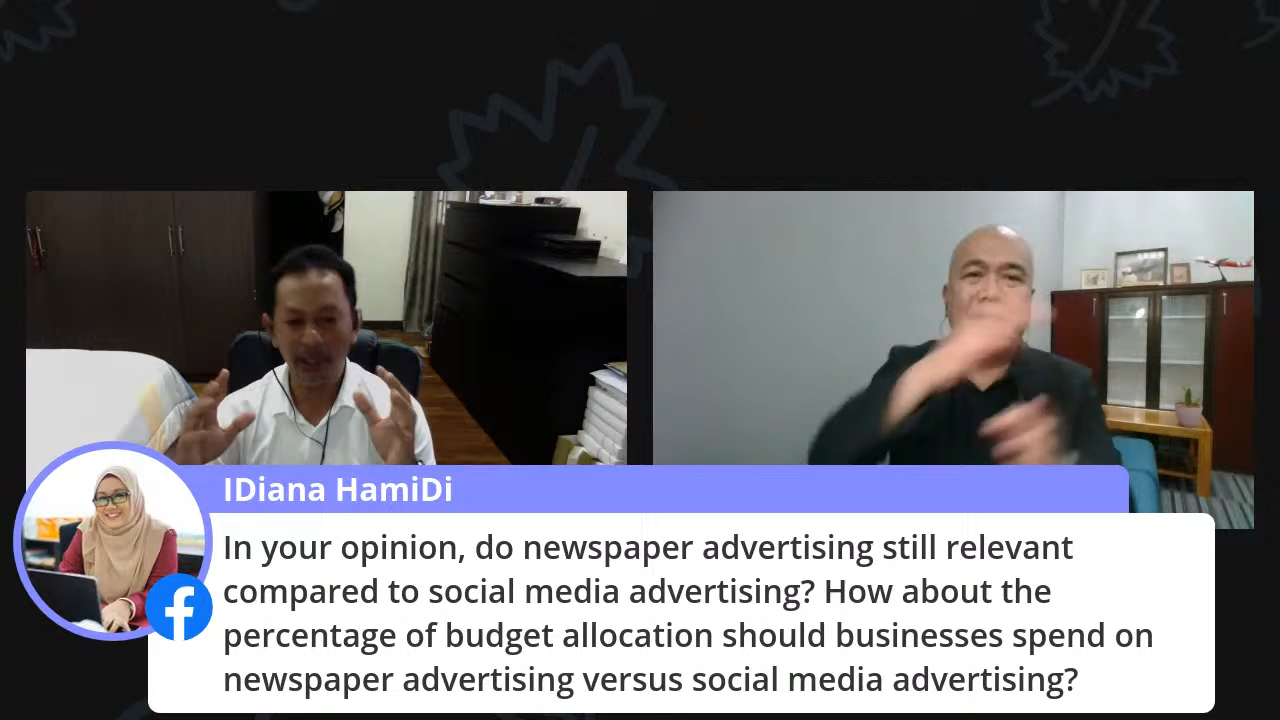 IDiana HamiDi
In your opinion, do newspaper advertising still relevant
compared to social media advertising? How about the
percentage of budget allocation should businesses spend on
newspaper advertising versus social media advertising?